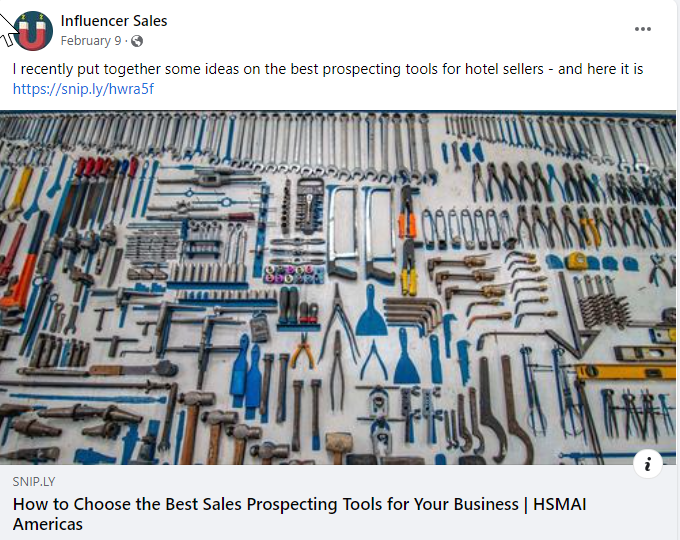 Influencer Sales
February 9 ·
I recently put together some ideas on the best prospecting tools for hotel sellers - and here it is
https://snip.ly/hwra5f
SNIP.LY
How to Choose the Best Sales Prospecting Tools for Your Business | HSMAI
Americas